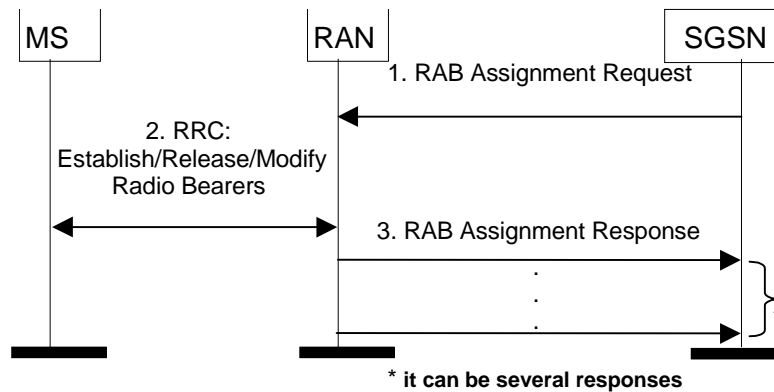 MS
RAN
SGSN
1. RAB Assignment Request
2. RRC:
Establish/Release/Modify
Radio Bearers
3. RAB Assignment Response
.
.
.
* it can be several responses